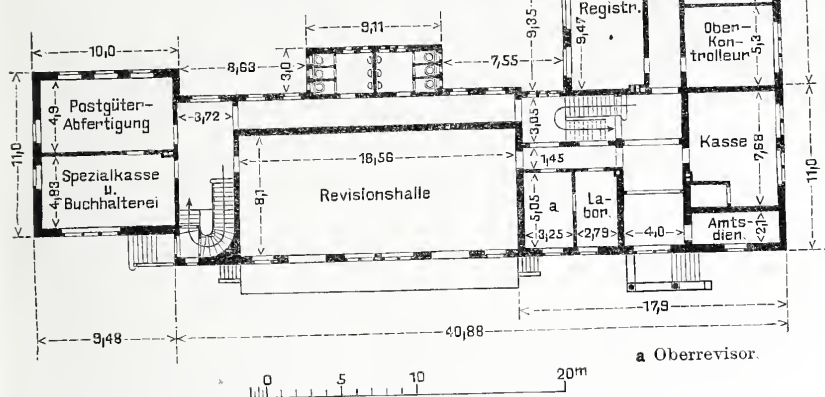 9,11
9,35
Registr.
9,47
10,0
8,63
3,0
7,55
Ober-
Kon-
trolleur
5,3
11,0
Postgüter-
Abfertigung
4,9
3,72
3,05
Kasse
7,68
11,0
18,56
1,45
Spezialkasse
u.
Buchhalterei
4,83
8,1
Revisionshalle
5,05
a
3,25
La-
bor.
2,79
4,0
Amts-
dien.
2,1
17,9
9,48
40,88
a Oberrevisor.
0 5 10 20m